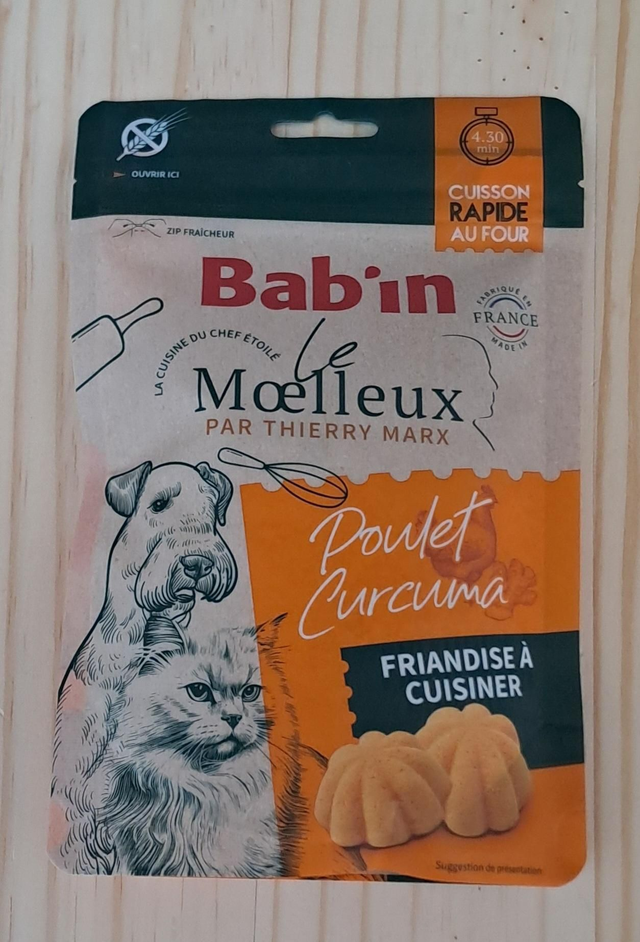 4.30
min
OUVRIR ICI
CUISSON
RAPIDE
AU FOUR
ZIP FRAÎCHEUR
Bab'in
FABRIQUÉ EN
FRANCE
MADE IN
LA CUISINE DU CHEF ÉTOILÉ
Le
Mœlleux
PAR THIERRY MARX
Poulet
Curcuma
FRIANDISE À
CUISINER
Suggestion de présentation